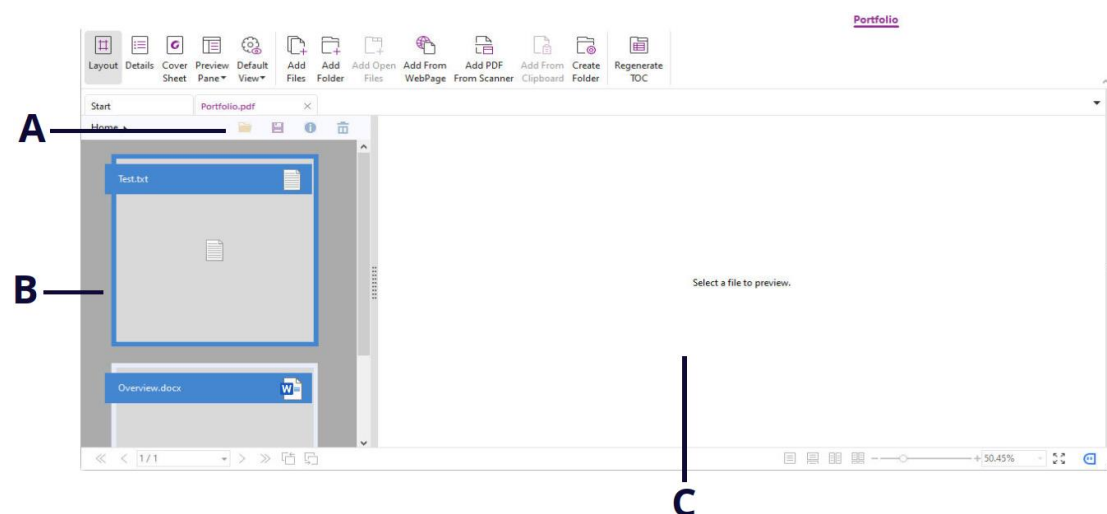 Portfolio
Layout Details Cover Sheet Preview Pane Default View Add Files Add Folder Add Open Files Add From WebPage Add PDF From Scanner Add From Clipboard Create Folder Regenerate TOC
Start Portfolio.pdf
A
Home
Test.txt
B
Select a file to preview.
Overview.docx
W
1 / 1 50.45%
C